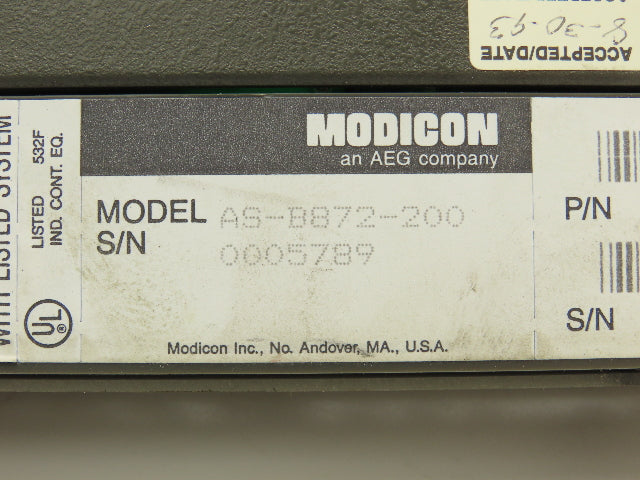 8-30-93
ACCEPTED/DATE
MODICON
an AEG company
MODEL AS-B872-200
S/N 0005789
Modicon Inc., No. Andover, MA., U.S.A.
P/N
S/N
WITH LISTED SYSTEM
LISTED 532F
IND. CONT. EQ.
UL